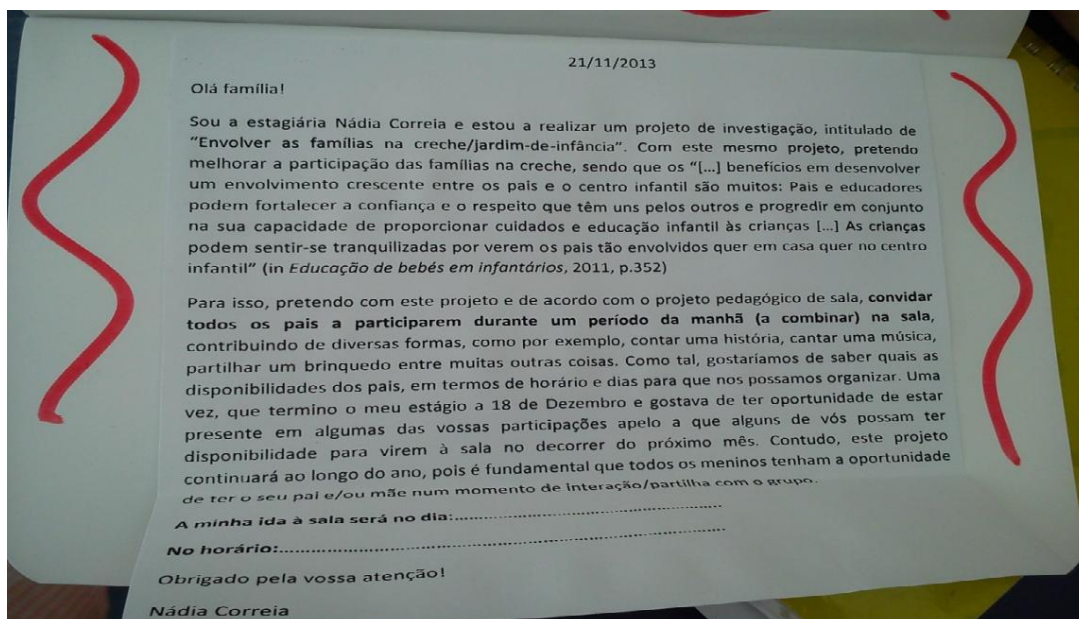 21/11/2013
Olá família!
Sou a estagiária Nádia Correia e estou a realizar um projeto de investigação, intitulado de
"Envolver as famílias na creche/jardim-de-infância". Com este mesmo projeto, pretendo
melhorar a participação das famílias na creche, sendo que os "[...] benefícios em desenvolver
um envolvimento crescente entre os pais e o centro infantil são muitos: Pais e educadores
podem fortalecer a confiança e o respeito que têm uns pelos outros e progredir em conjunto
na sua capacidade de proporcionar cuidados e educação infantil às crianças [...] As crianças
podem sentir-se tranquilizadas por verem os pais tão envolvidos quer em casa quer no centro
infantil" (in Educação de bebés em infantários, 2011, p.352)
Para isso, pretendo com este projeto e de acordo com o projeto pedagógico de sala, convidar
todos os pais a participarem durante um período da manhã (a combinar) na sala,
contribuindo de diversas formas, como por exemplo, contar uma história, cantar uma música,
partilhar um brinquedo entre muitas outras coisas. Como tal, gostaríamos de saber quais as
disponibilidades dos pais, em termos de horário e dias para que nos possamos organizar. Uma
vez, que termino o meu estágio a 18 de Dezembro e gostava de ter oportunidade de estar
presente em algumas das vossas participações apelo a que alguns de vós possam ter
disponibilidade para virem à sala no decorrer do próximo mês. Contudo, este projeto
continuará ao longo do ano, pois é fundamental que todos os meninos tenham a oportunidade
de ter o seu pai e/ou mãe num momento de interação/partilha com o grupo.
A minha ida à sala será no dia:..........................................................
No horário:.................................................................................................
Obrigado pela vossa atenção!
Nádia Correia